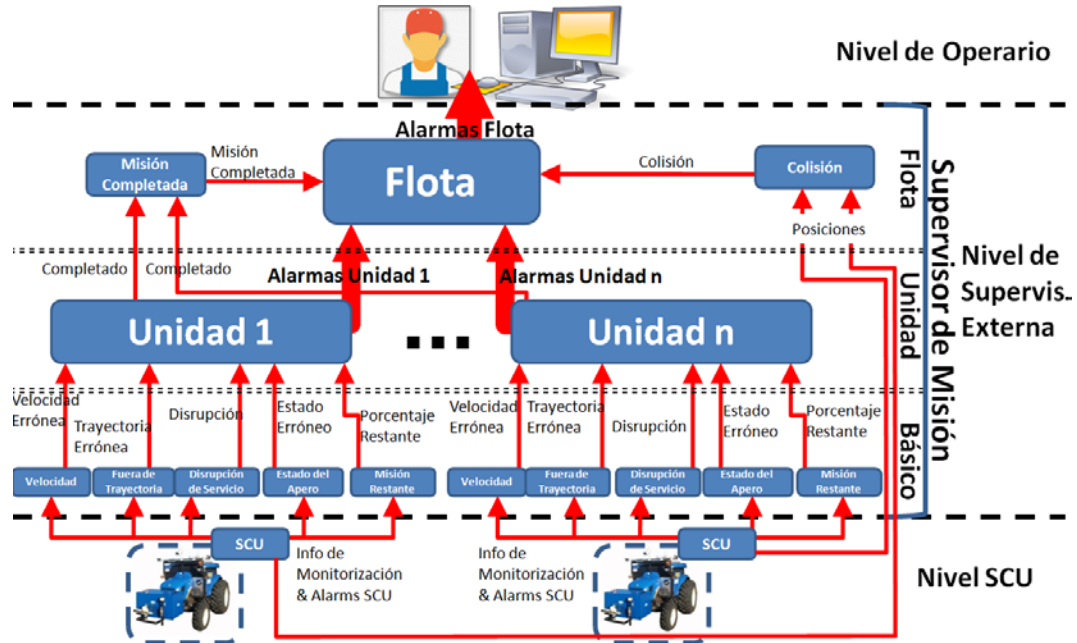 Nivel de Operario
Alarmas Flota
Misión
Completada
Misión
Completada
Flota
Colisión
Colisión
Flota
Posiciones
Completado
Completado
Alarmas Unidad 1
Alarmas Unidad n
Unidad 1
...
Unidad n
Unidad
Supervisor de Misión
Nivel de
Supervis.
Externa
Velocidad
Errónea
Trayectoria
Errónea
Disrupción
Estado
Erróneo
Porcentaje
Restante
Velocidad
Errónea
Trayectoria
Errónea
Disrupción
Estado
Erróneo
Porcentaje
Restante
Básico
Velocidad
Fuera de
Trayectoria
Disrupción
de Servicio
Estado del
Apero
Misión
Restante
Velocidad
Fuera de
Trayectoria
Disrupción
de Servicio
Estado del
Apero
Misión
Restante
SCU
Info de
Monitorización
& Alarms SCU
Info de
Monitorización
& Alarms SCU
SCU
Nivel SCU